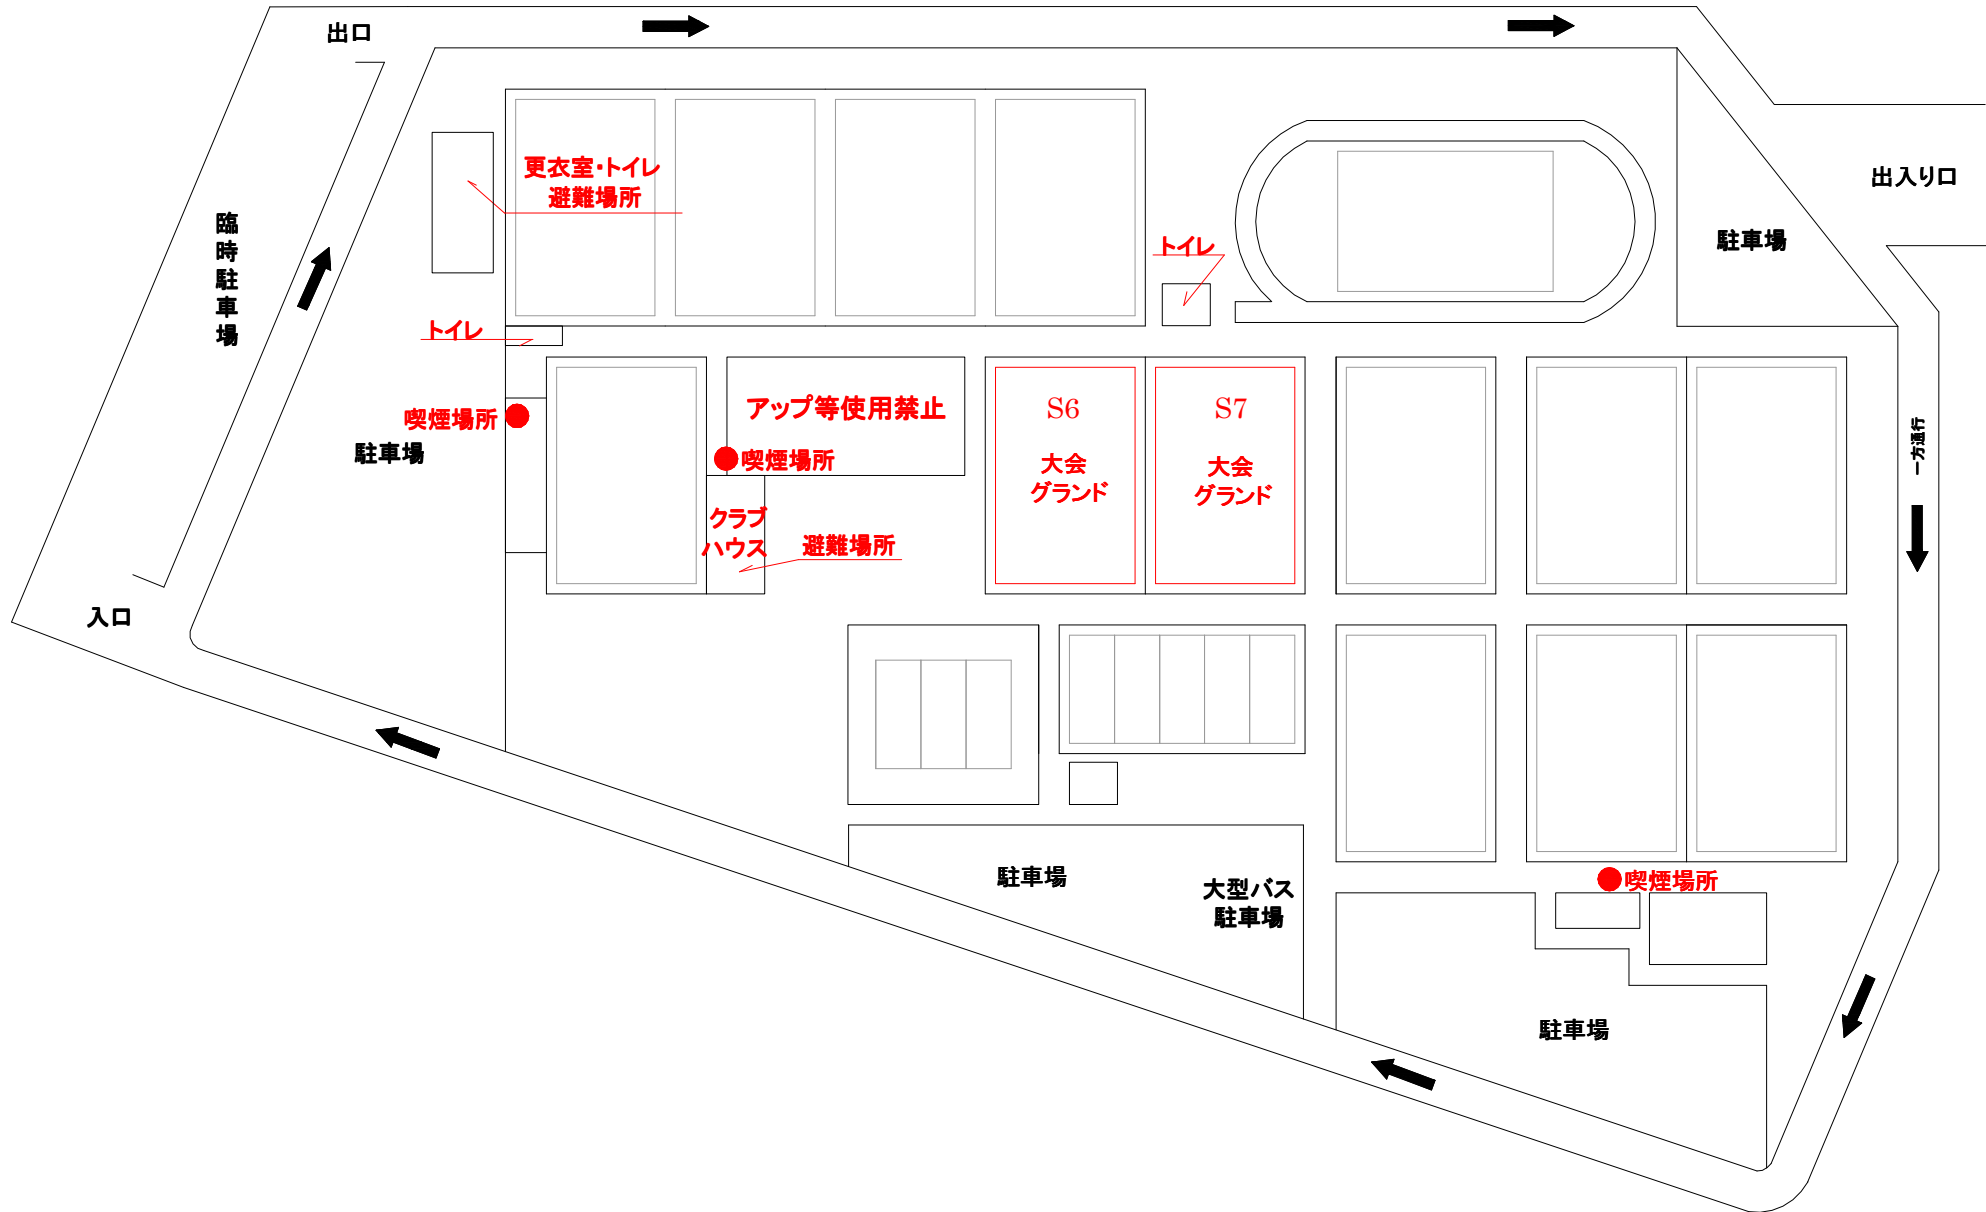 出口
更衣室・トイレ
避難場所
出入り口
臨時駐車場
駐車場
トイレ
トイレ
喫煙場所
駐車場
アップ等使用禁止
喫煙場所
S6
大会
グランド
S7
大会
グランド
一方通行
クラブ
ハウス
避難場所
入口
駐車場
大型バス
駐車場
喫煙場所
駐車場